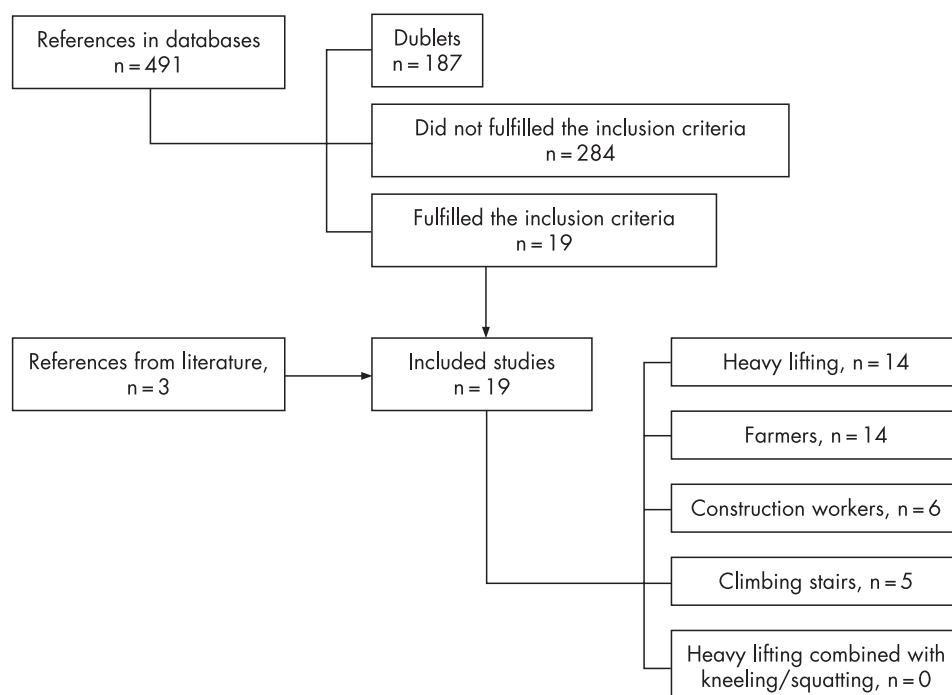 References in databases
n = 491
Dublets
n = 187
Did not fulfilled the inclusion criteria
n = 284
Fulfilled the inclusion criteria
n = 19
References from literature,
n = 3
Included studies
n = 19
Heavy lifting, n = 14
Farmers, n = 14
Construction workers, n = 6
Climbing stairs, n = 5
Heavy lifting combined with
kneeling/squatting, n = 0